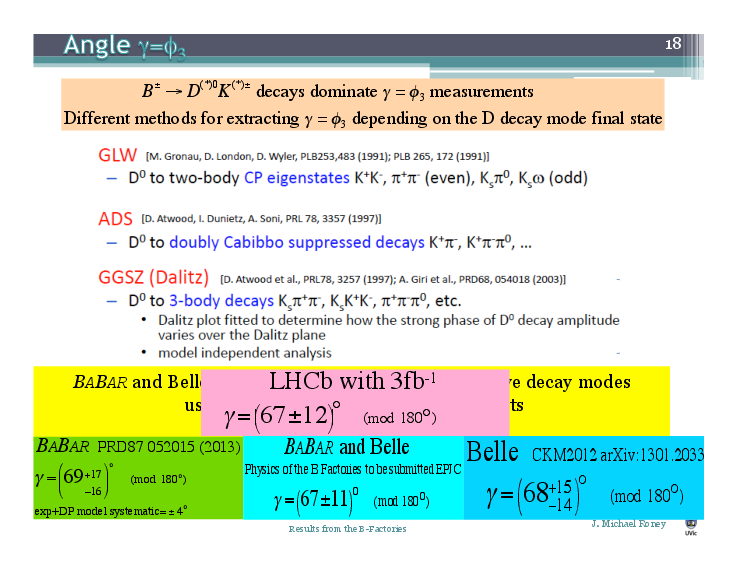 Angle γ=ϕ₃
18
B± → D(*)0K(*)± decays dominate γ = ϕ₃ measurements
Different methods for extracting γ = ϕ₃ depending on the D decay mode final state
GLW [M. Gronau, D. London, D. Wyler, PLB253,483 (1991); PLB 265, 172 (1991)]
– D⁰ to two-body CP eigenstates K⁺K⁻, π⁺π⁻ (even), Kₛπ⁰, Kₛω (odd)
ADS [D. Atwood, I. Dunietz, A. Soni, PRL 78, 3357 (1997)]
– D⁰ to doubly Cabibbo suppressed decays K⁺π⁻, K⁺π⁻π⁰, ...
GGSZ (Dalitz) [D. Atwood et al., PRL78, 3257 (1997); A. Giri et al., PRD68, 054018 (2003)]
– D⁰ to 3-body decays Kₛπ⁺π⁻, KₛK⁺K⁻, π⁺π⁻π⁰, etc.
• Dalitz plot fitted to determine how the strong phase of D⁰ decay amplitude
varies over the Dalitz plane
• model independent analysis
BABAR and decay modes
LHCb with 3fb⁻¹
γ = (67±12)° (mod 180°)
BABAR PRD87 052015 (2013)
γ = (69 +17 −16)° (mod 180°)
exp+DP model systematic= ± 4°
BABAR and Belle
Physics of the B Factories to be submitted EPJC
γ = (67±11)⁰ (mod 180⁰)
Belle CKM2012 arXiv:1301.2033
γ = (68 +15 −14)⁰ (mod 180⁰)
Results from the B-Factories
J. Michael Roney
UVic